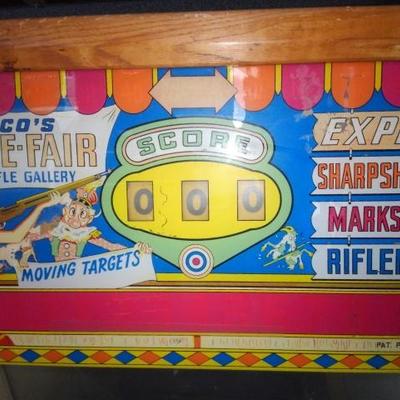 CO'S
E-FAIR
FLE GALLERY
MOVING TARGETS
SCORE
0 0 0
EXP
SHARPSH
MARKS
RIFLE
PAT. P